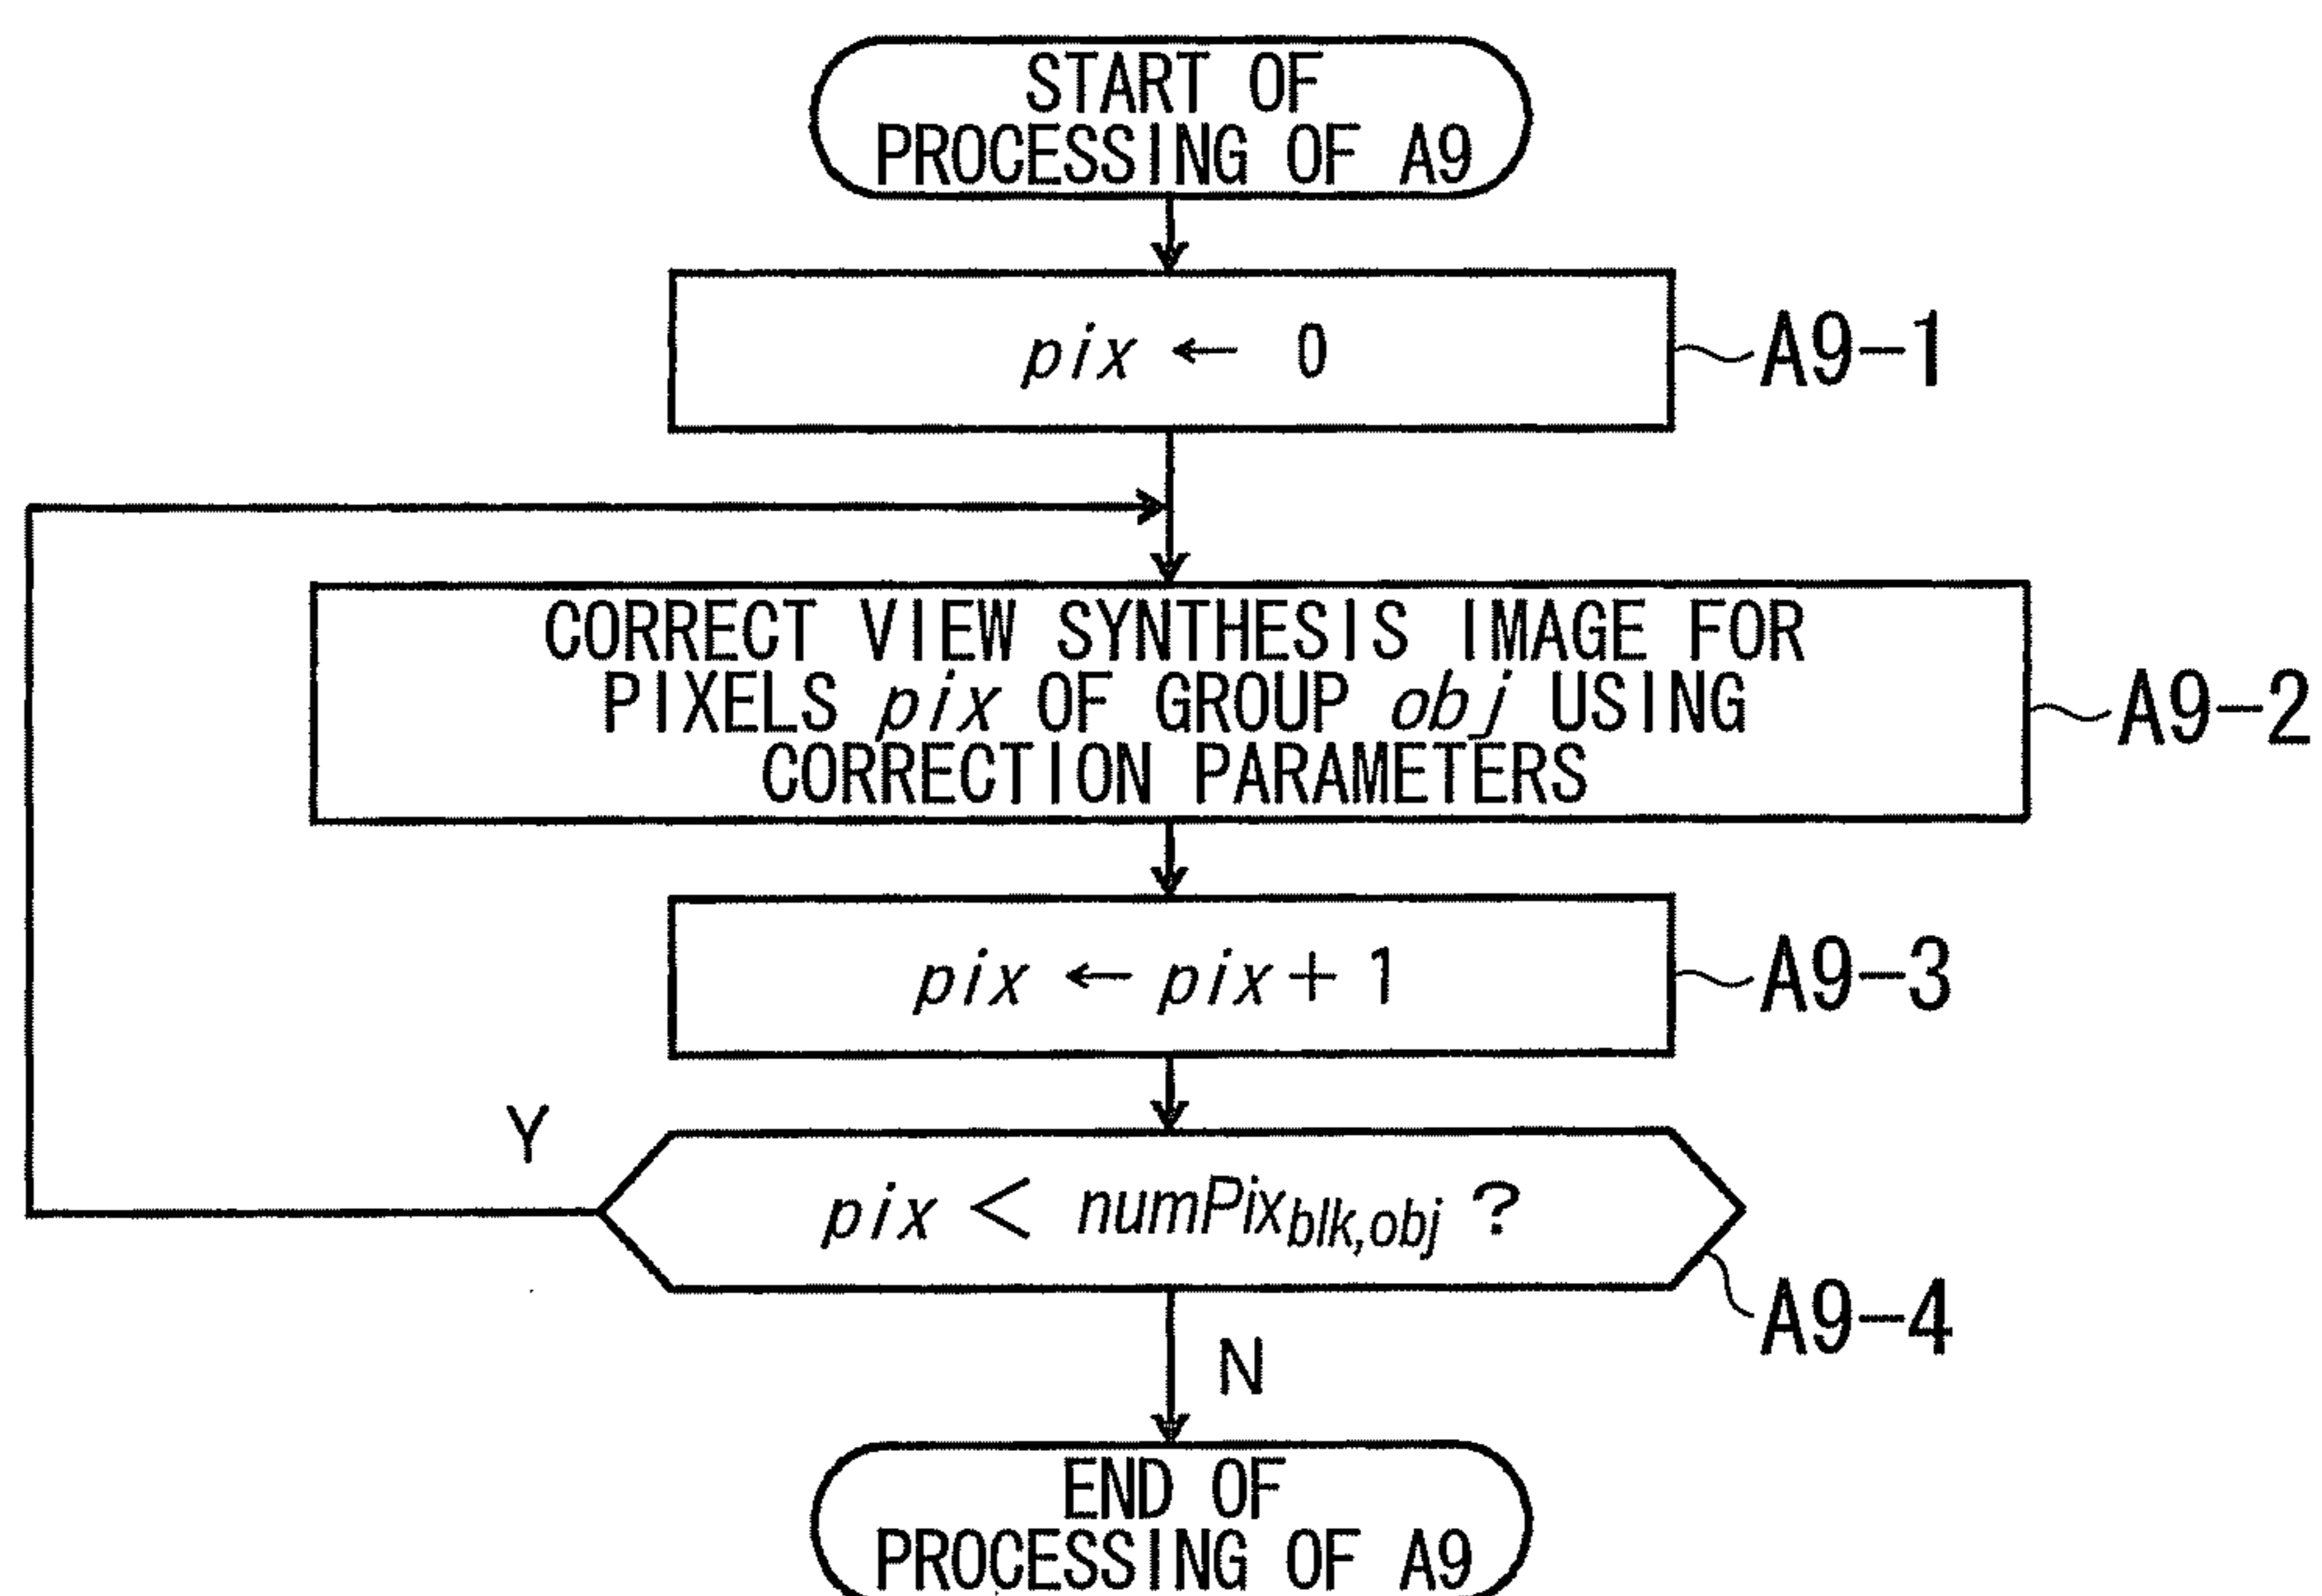 START OF
PROCESSING OF A9
pix ← 0
A9-1
CORRECT VIEW SYNTHESIS IMAGE FOR
PIXELS pix OF GROUP obj USING
CORRECTION PARAMETERS
A9-2
pix ← pix + 1
A9-3
Y
pix < numPix blk,obj ?
A9-4
N
END OF
PROCESSING OF A9